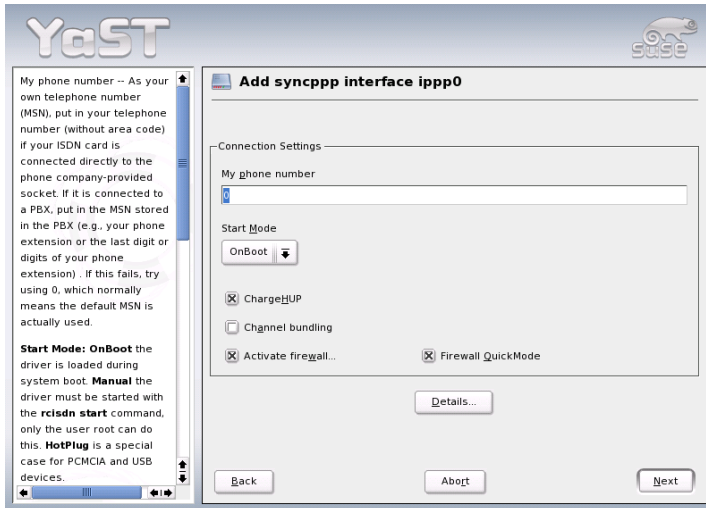 YaST
SUSE
My phone number -- As your
own telephone number
(MSN), put in your telephone
number (without area code)
if your ISDN card is
connected directly to the
phone company-provided
socket. If it is connected to
a PBX, put in the MSN stored
in the PBX (e.g., your phone
extension or the last digit or
digits of your phone
extension) . If this fails, try
using 0, which normally
means the default MSN is
actually used.
Start Mode: OnBoot the
driver is loaded during
system boot. Manual the
driver must be started with
the rcisdn start command,
only the user root can do
this. HotPlug is a special
case for PCMCIA and USB
devices.
Add syncppp interface ippp0
Connection Settings
My phone number
0
Start Mode
OnBoot
ChargeHUP
Channel bundling
Activate firewall...
Firewall QuickMode
Details...
Back
Abort
Next